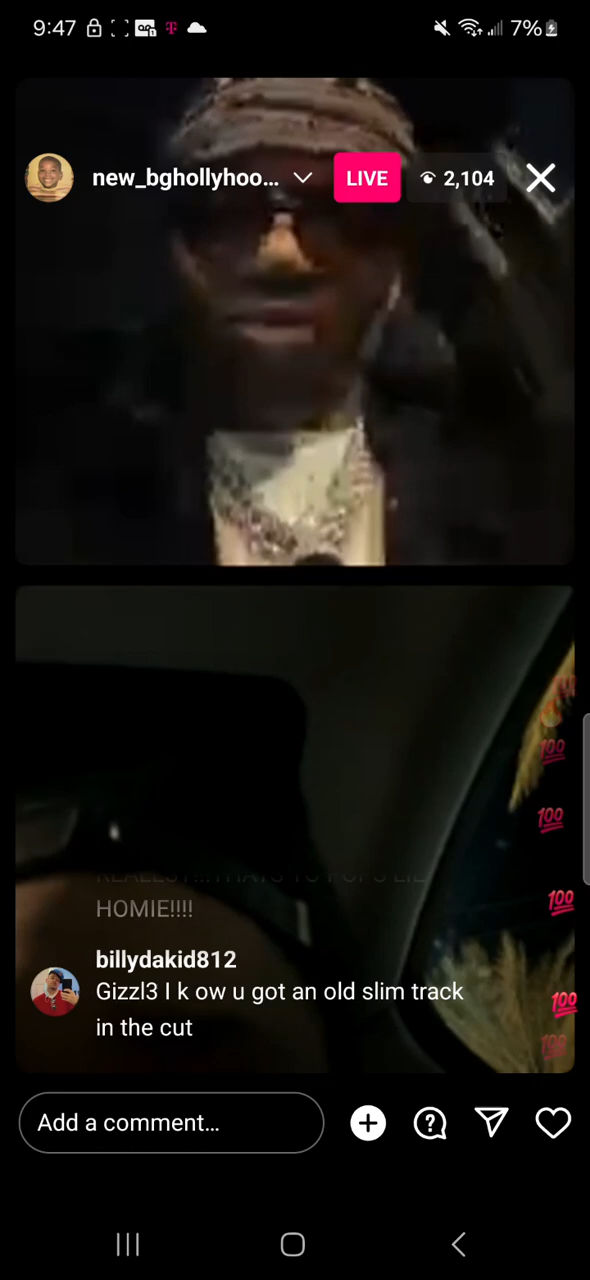 9:47
7%
new_bghollyhoo...
LIVE
2,104
HOMIE!!!!
billydakid812
Gizzl3 I k ow u got an old slim track
in the cut
100
100
100
100
100
Add a comment...